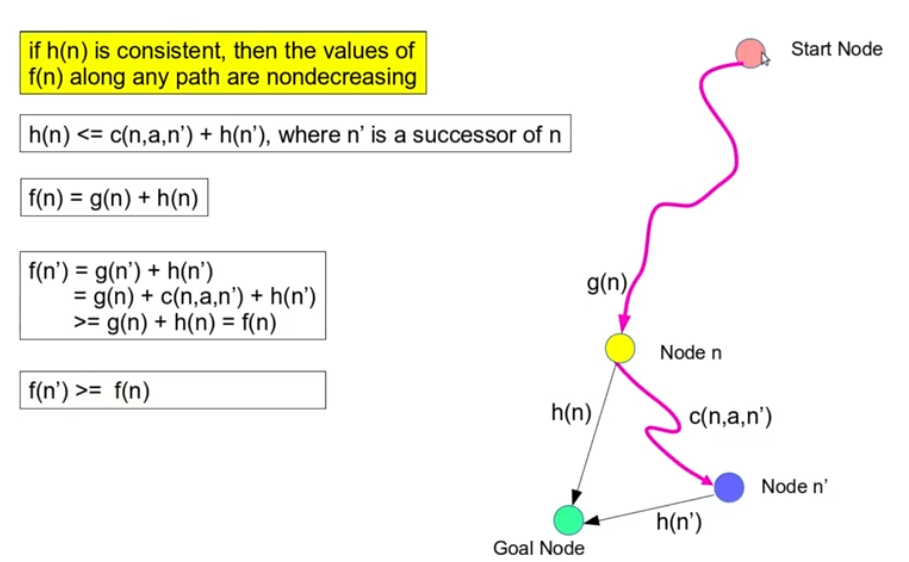 if h(n) is consistent, then the values of
f(n) along any path are nondecreasing
h(n) <= c(n,a,n’) + h(n’), where n’ is a successor of n
f(n) = g(n) + h(n)
f(n’) = g(n’) + h(n’)
= g(n) + c(n,a,n’) + h(n’)
>= g(n) + h(n) = f(n)
f(n’) >= f(n)
Start Node
g(n)
Node n
h(n)
c(n,a,n’)
Node n’
h(n’)
Goal Node